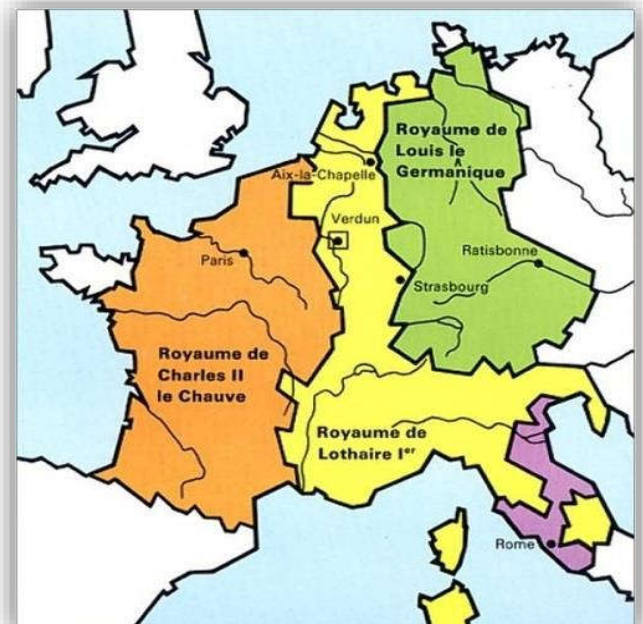 Royaume de
Louis le
Germanique
Aix-la-Chapelle
Verdun
Paris
Ratisbonne
Strasbourg
Royaume de
Charles II
le Chauve
Royaume de
Lothaire Iᵉʳ
Rome